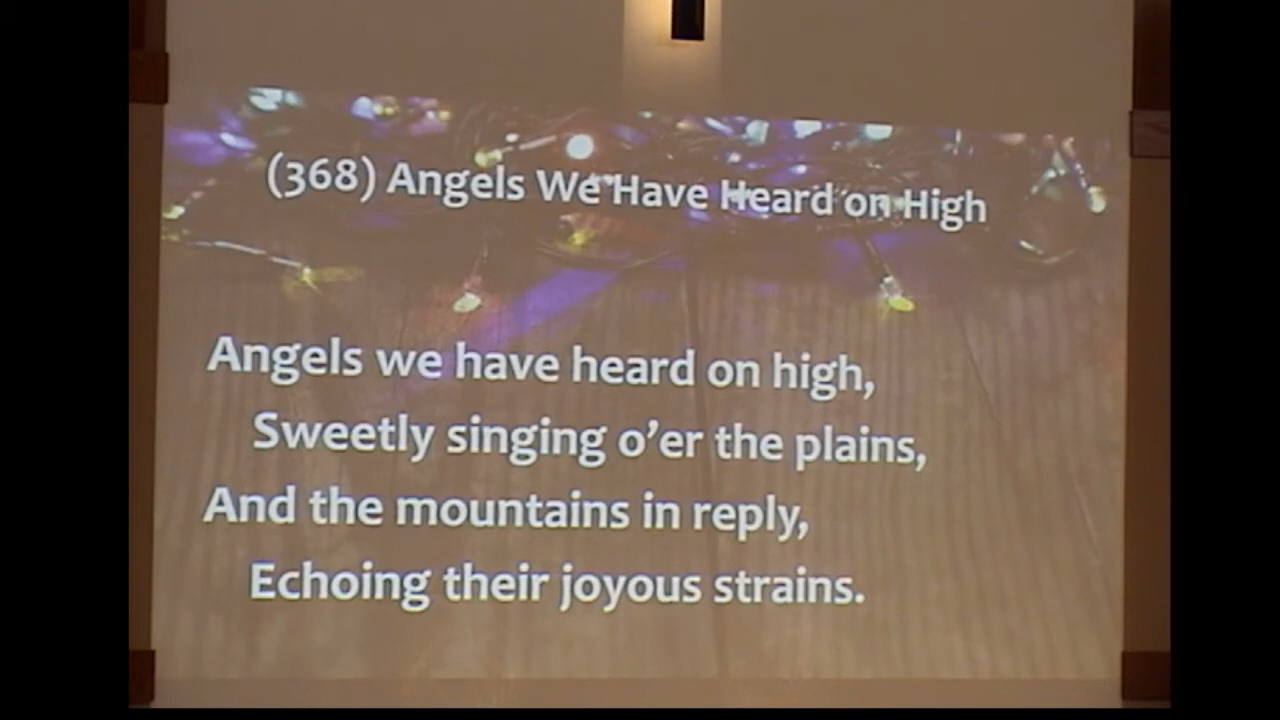 (368) Angels We Have Heard on High
Angels we have heard on high,
Sweetly singing o’er the plains,
And the mountains in reply,
Echoing their joyous strains.